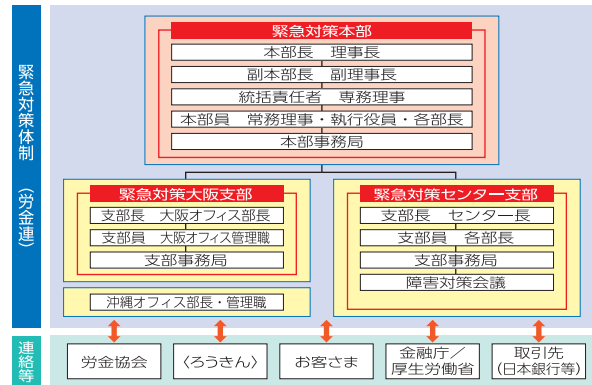 緊急対策体制（労金連）
緊急対策本部
本部長　理事長
副本部長　副理事長
統括責任者　専務理事
本部員　常務理事・執行役員・各部長
本部事務局
緊急対策大阪支部
支部長　大阪オフィス部長
支部員　大阪オフィス管理職
支部事務局
沖縄オフィス部長・管理職
緊急対策センター支部
支部長　センター長
支部員　各部長
支部事務局
障害対策会議
連絡等
労金協会
〈ろうきん〉
お客さま
金融庁／
厚生労働省
取引先
（日本銀行等）